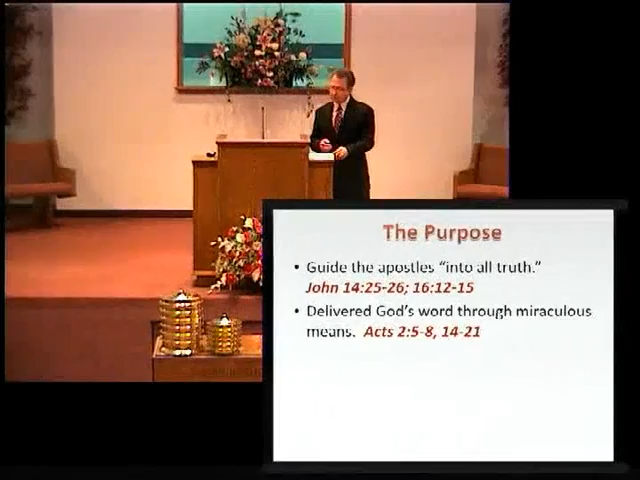 The Purpose
• Guide the apostles “into all truth.”
John 14:25-26; 16:12-15
• Delivered God’s word through miraculous
means. Acts 2:5-8, 14-21